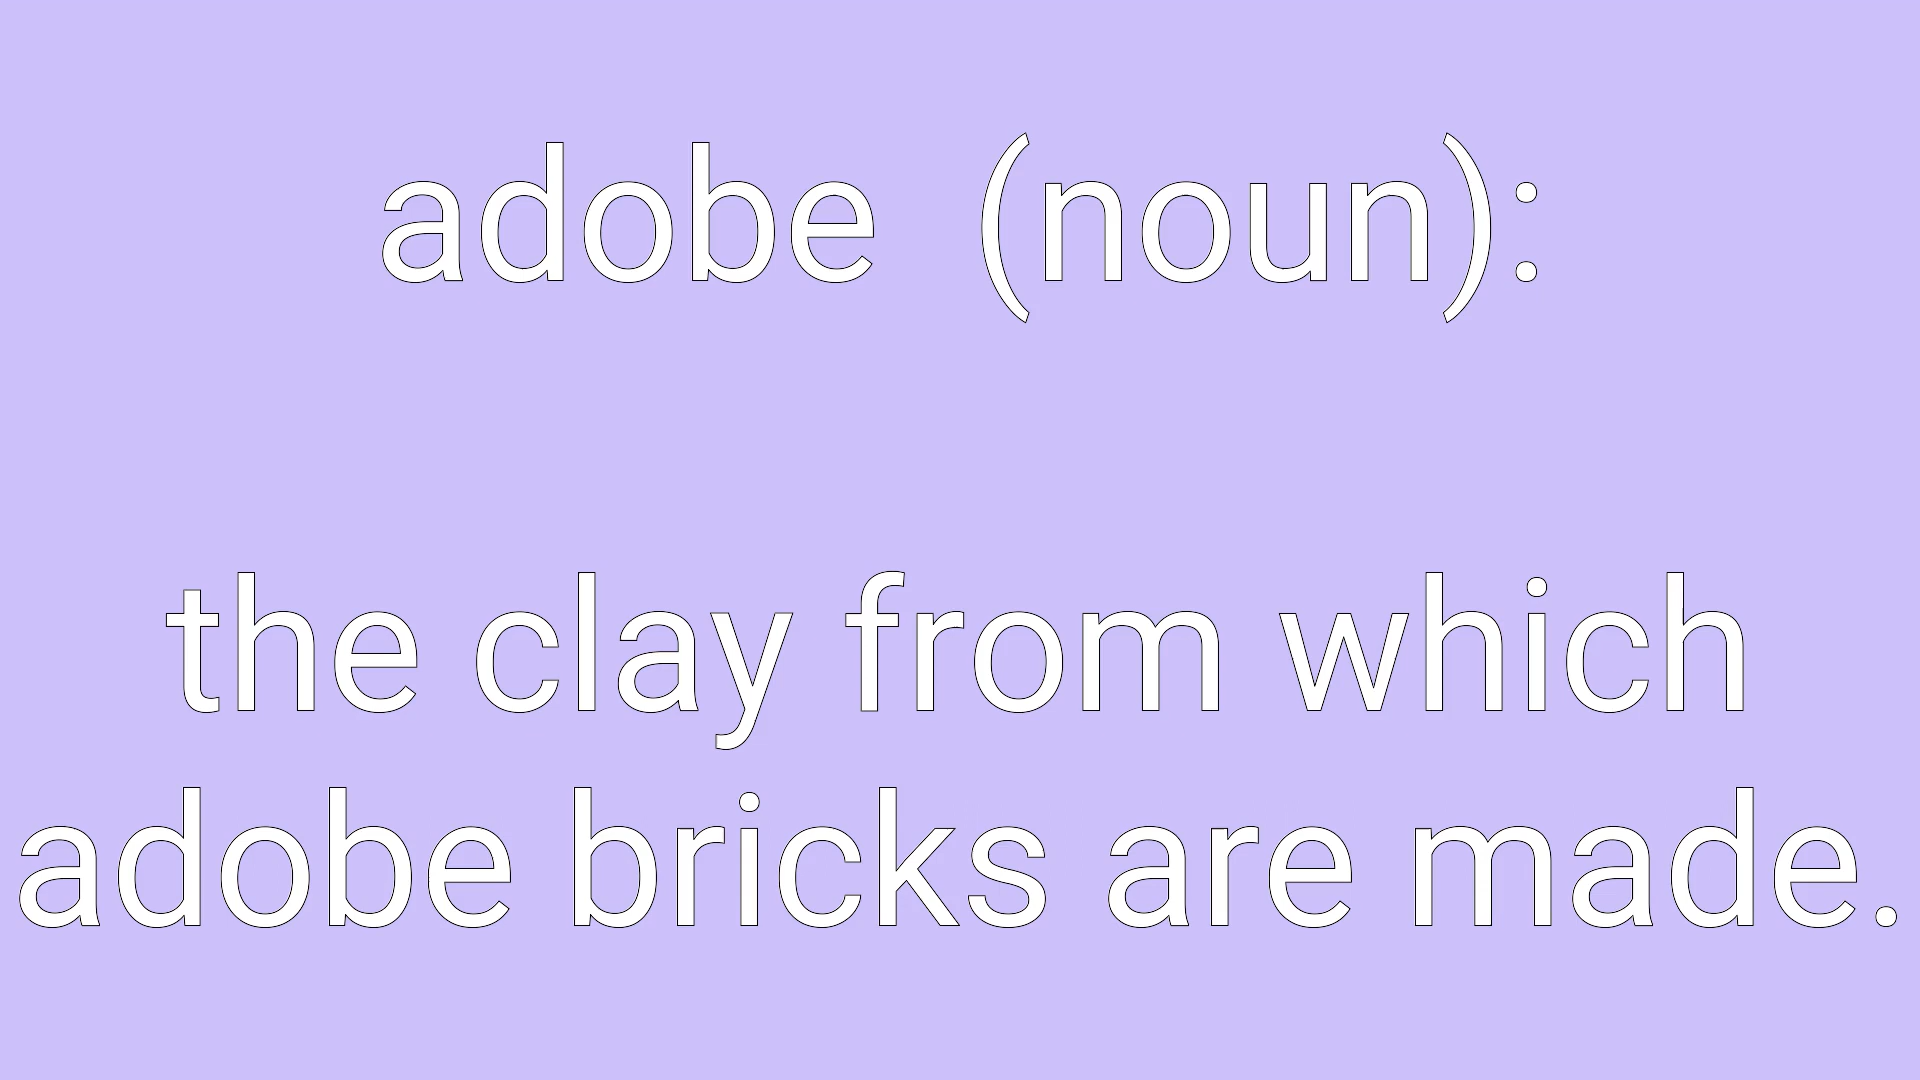 adobe (noun):
the clay from which
adobe bricks are made.